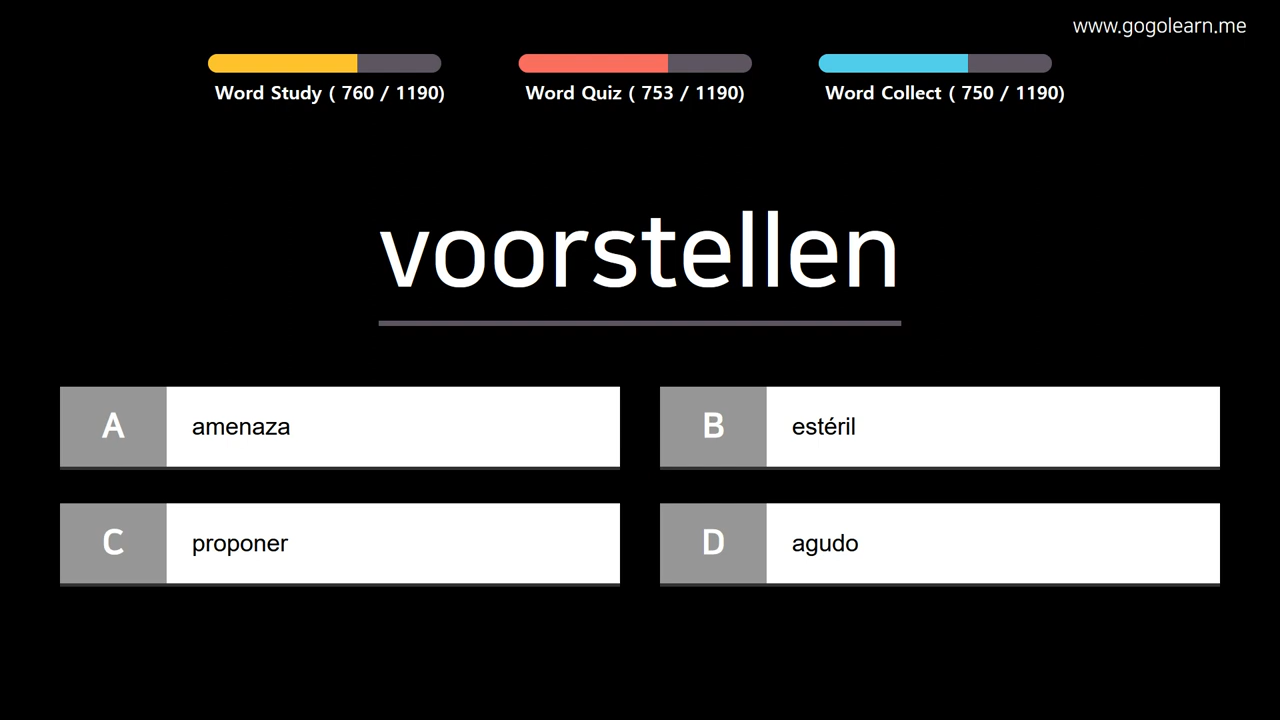 www.gogolearn.me
Word Study ( 760 / 1190)
Word Quiz ( 753 / 1190)
Word Collect ( 750 / 1190)
voorstellen
A amenaza
B estéril
C proponer
D agudo